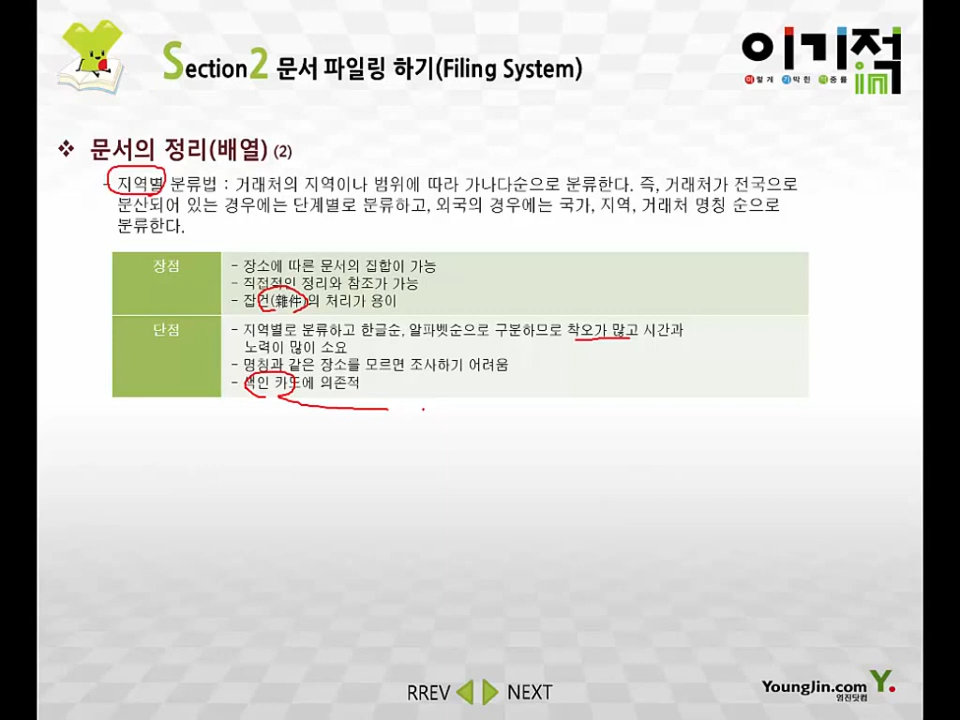 Section2 문서 파일링 하기(Filing System)
이기적in
이렇게 기막힌 적중률
❖ 문서의 정리(배열) (2)
- 지역별 분류법 : 거래처의 지역이나 범위에 따라 가나다순으로 분류한다. 즉, 거래처가 전국으로
분산되어 있는 경우에는 단계별로 분류하고, 외국의 경우에는 국가, 지역, 거래처 명칭 순으로
분류한다.
장점
- 장소에 따른 문서의 집합이 가능
- 직접적인 정리와 참조가 가능
- 잡건(雜件)의 처리가 용이
단점
- 지역별로 분류하고 한글순, 알파벳순으로 구분하므로 착오가 많고 시간과
노력이 많이 소요
- 명칭과 같은 장소를 모르면 조사하기 어려움
- 색인 카드에 의존적
RREV NEXT
YoungJin.com Y.
영진닷컴